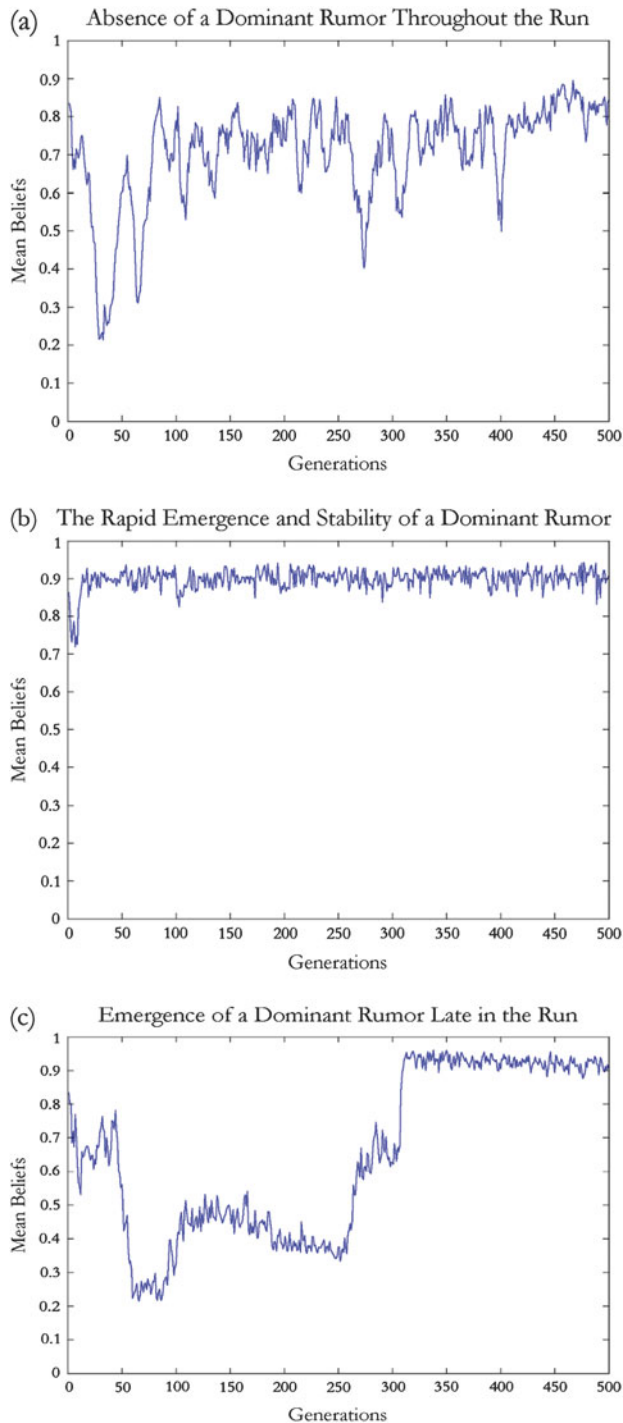 (a) Absence of a Dominant Rumor Throughout the Run
1
0.9
0.8
0.7
0.6
0.5
0.4
0.3
0.2
0.1
0
Mean Beliefs
0 50 100 150 200 250 300 350 400 450 500
Generations
(b) The Rapid Emergence and Stability of a Dominant Rumor
1
0.9
0.8
0.7
0.6
0.5
0.4
0.3
0.2
0.1
0
Mean Beliefs
0 50 100 150 200 250 300 350 400 450 500
Generations
(c) Emergence of a Dominant Rumor Late in the Run
1
0.9
0.8
0.7
0.6
0.5
0.4
0.3
0.2
0.1
0
Mean Beliefs
0 50 100 150 200 250 300 350 400 450 500
Generations